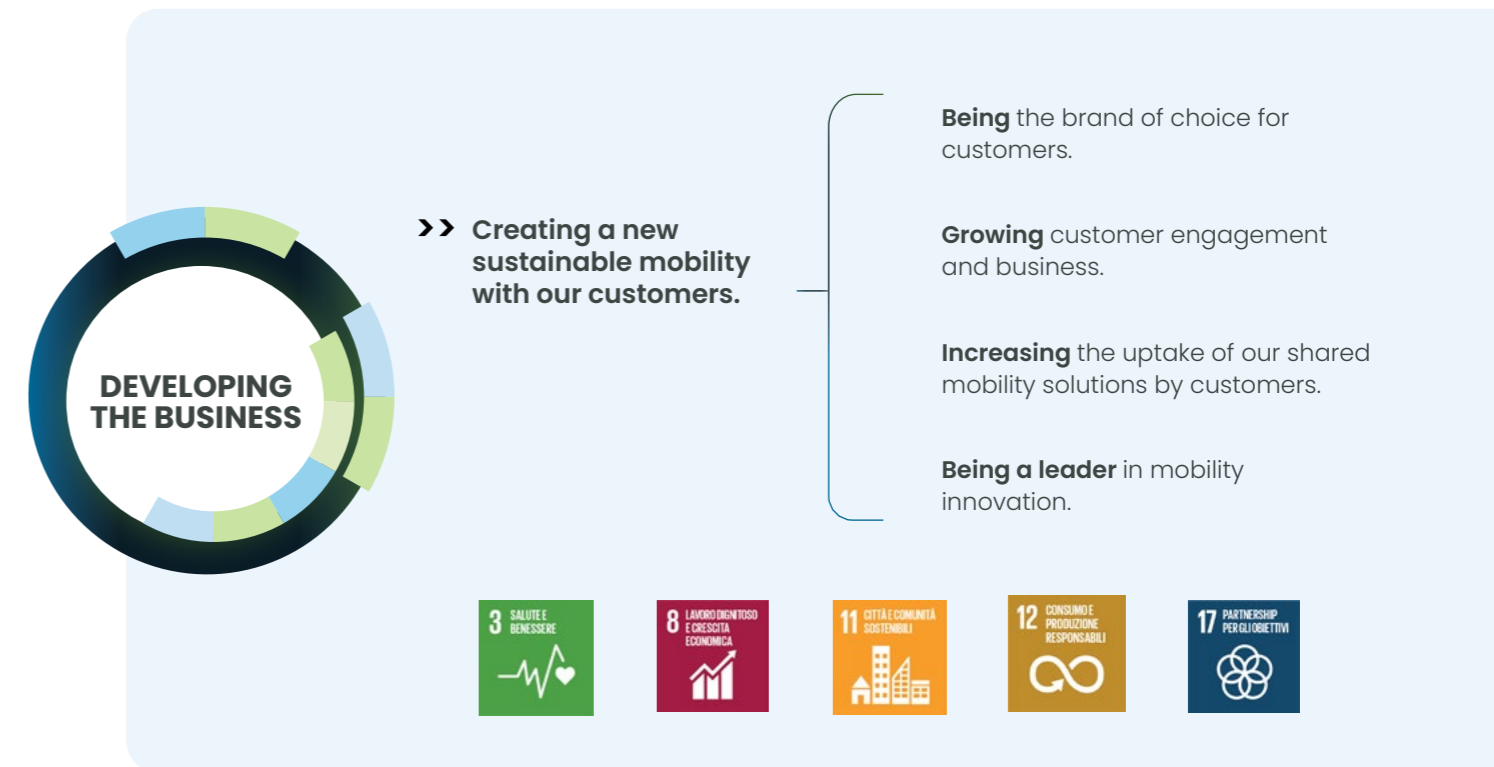 DEVELOPING
THE BUSINESS
Creating a new
sustainable mobility
with our customers.
Being the brand of choice for
customers.
Growing customer engagement
and business.
Increasing the uptake of our shared
mobility solutions by customers.
Being a leader in mobility
innovation.
3 SALUTE E
BENESSERE
8 LAVORO DIGNITOSO
E CRESCITA
ECONOMICA
11 CITTÀ E COMUNITÀ
SOSTENIBILI
12 CONSUMO E
PRODUZIONE
RESPONSABILI
17 PARTNERSHIP
PER GLI OBIETTIVI